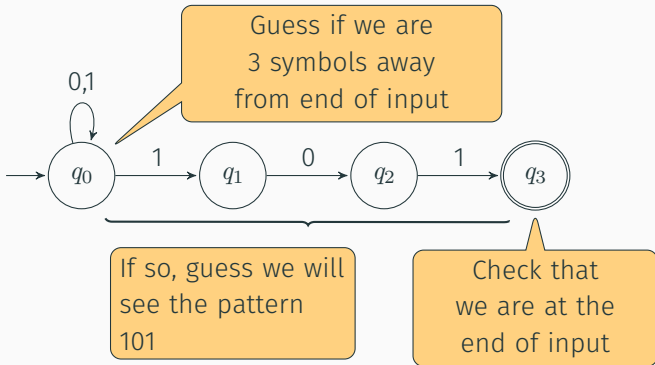 Guess if we are
3 symbols away
from end of input
0,1
q0 1 q1 0 q2 1 q3
If so, guess we will
see the pattern
101
Check that
we are at the
end of input